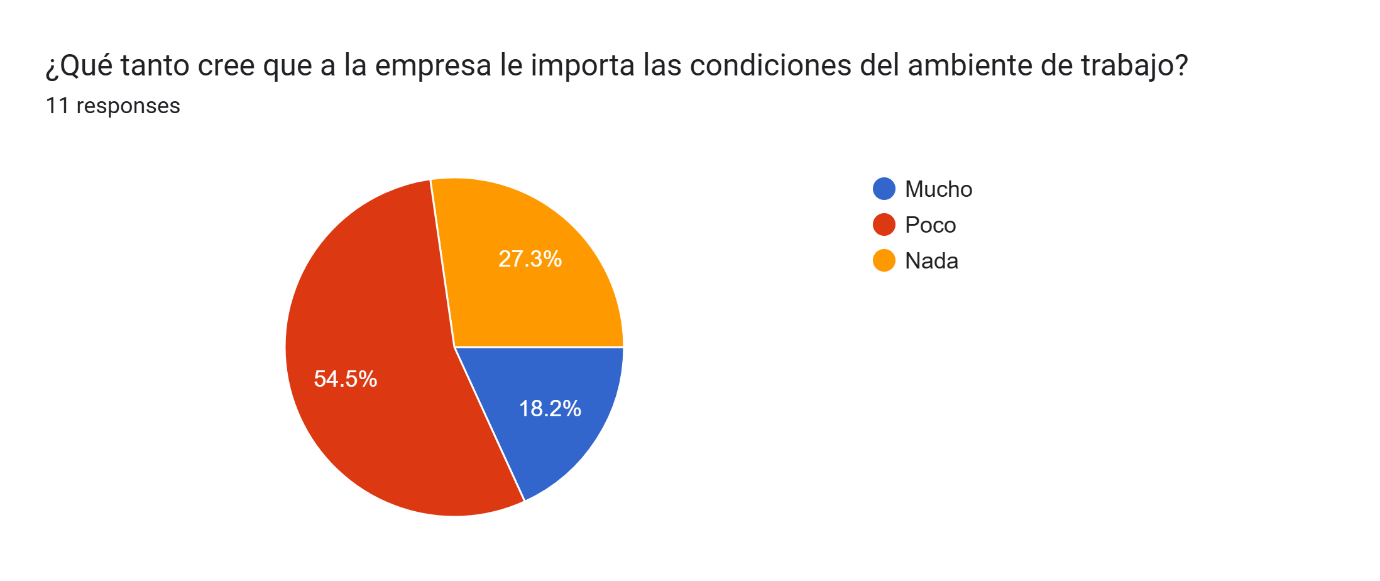 ¿Qué tanto cree que a la empresa le importa las condiciones del ambiente de trabajo?
11 responses
Mucho
Poco
Nada
27.3%
54.5%
18.2%